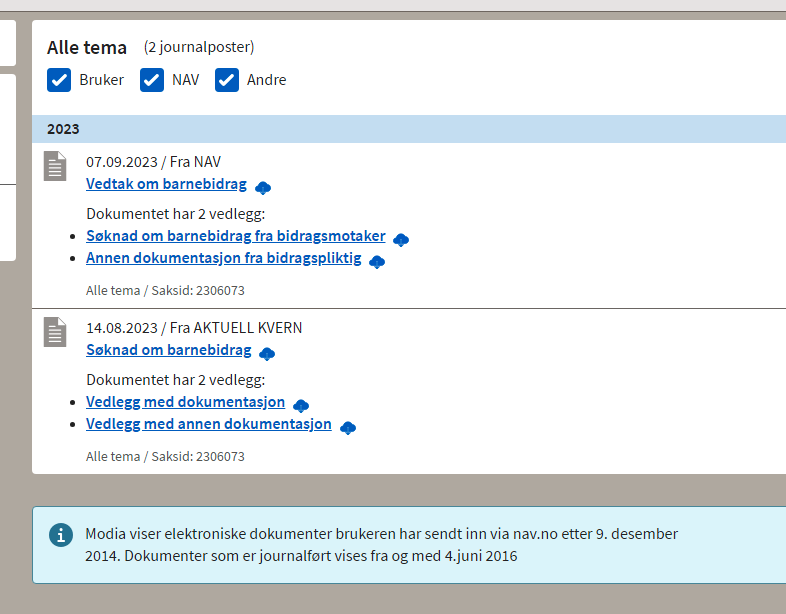 Alle tema (2 journalposter)
Bruker NAV Andre
2023
07.09.2023 / Fra NAV
Vedtak om barnebidrag
Dokumentet har 2 vedlegg:
Søknad om barnebidrag fra bidragsmotaker
Annen dokumentasjon fra bidragspliktig
Alle tema / Saksid: 2306073
14.08.2023 / Fra AKTUELL KVERN
Søknad om barnebidrag
Dokumentet har 2 vedlegg:
Vedlegg med dokumentasjon
Vedlegg med annen dokumentasjon
Alle tema / Saksid: 2306073
Modia viser elektroniske dokumenter brukeren har sendt inn via nav.no etter 9. desember
2014. Dokumenter som er journalført vises fra og med 4.juni 2016